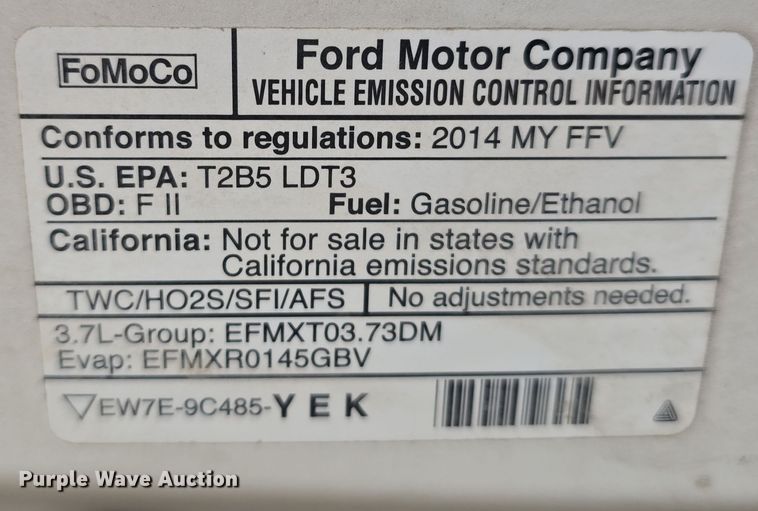 FoMoCo
Ford Motor Company
VEHICLE EMISSION CONTROL INFORMATION
Conforms to regulations: 2014 MY FFV
U.S. EPA: T2B5 LDT3
OBD: F II Fuel: Gasoline/Ethanol
California: Not for sale in states with
California emissions standards.
TWC/HO2S/SFI/AFS No adjustments needed.
3.7L-Group: EFMXT03.73DM
Evap: EFMXR0145GBV
EW7E-9C485-YEK
Purple Wave Auction